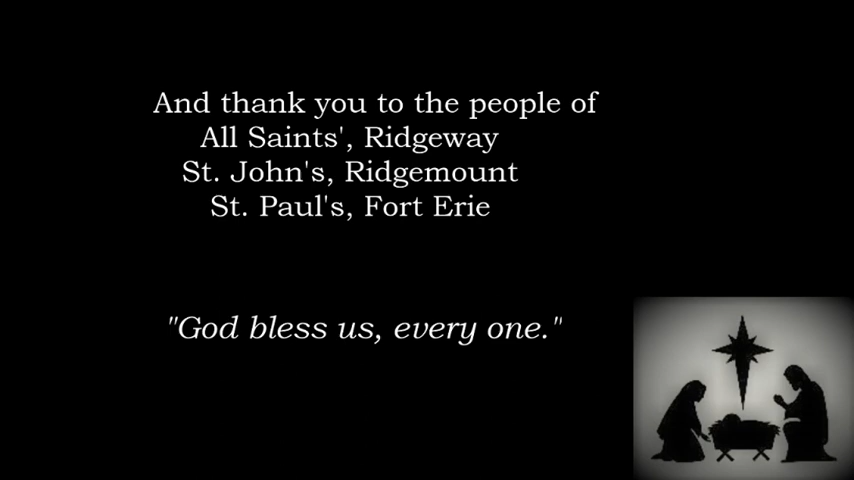 And thank you to the people of
All Saints', Ridgeway
St. John's, Ridgemount
St. Paul's, Fort Erie
"God bless us, every one."